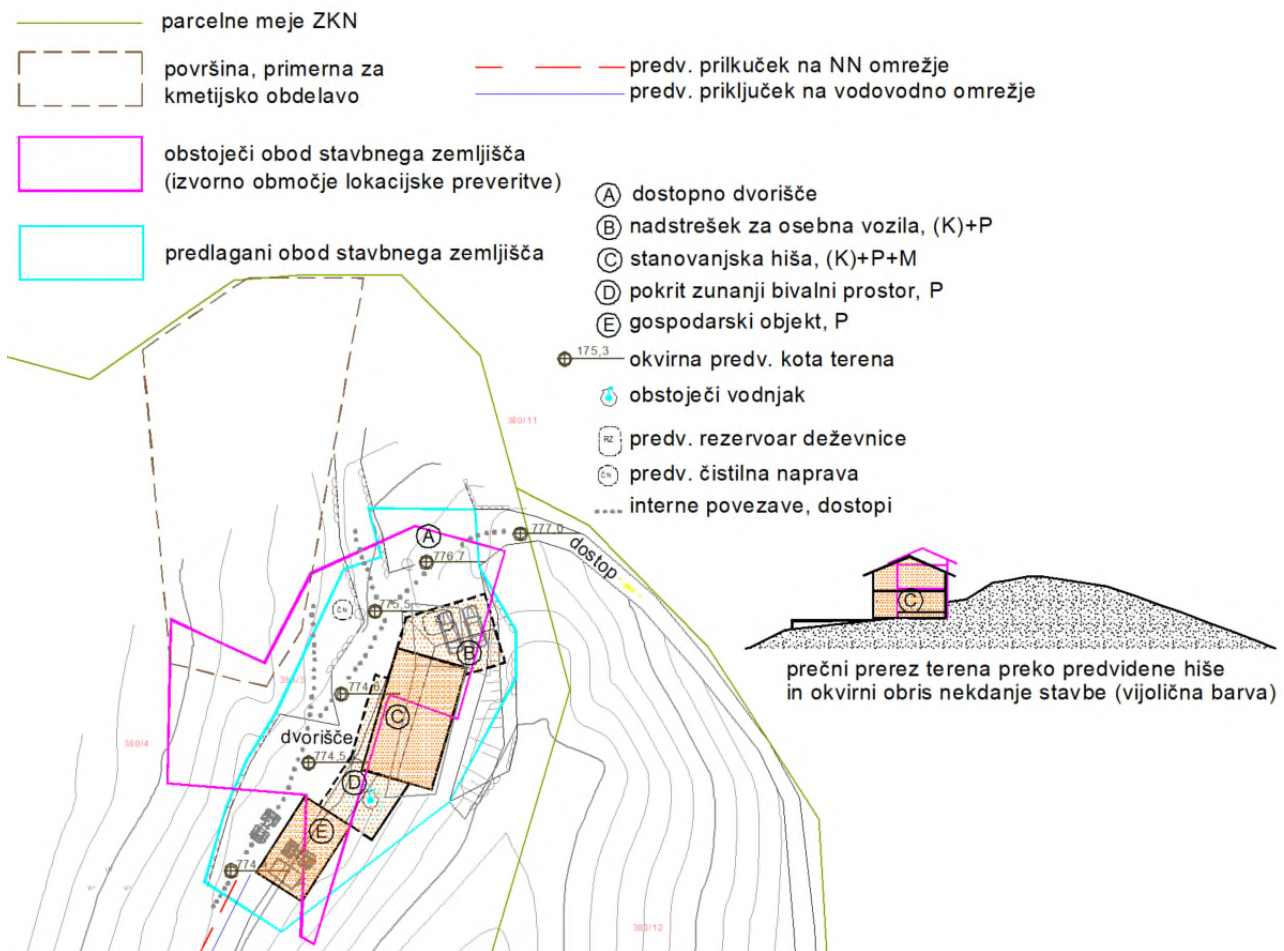 parcelne meje ZKN
površina, primerna za
kmetijsko obdelavo
predv. prilkuček na NN omrežje
predv. priključek na vodovodno omrežje
obstoječi obod stavbnega zemljišča
(izvorno območje lokacijske preveritve)
predlagani obod stavbnega zemljišča
A dostopno dvorišče
B nadstrešek za osebna vozila, (K)+P
C stanovanjska hiša, (K)+P+M
D pokrit zunanji bivalni prostor, P
E gospodarski objekt, P
175,3 okvirna predv. kota terena
obstoječi vodnjak
RZ predv. rezervoar deževnice
ČN predv. čistilna naprava
interne povezave, dostopi
380/11
A
777,0
776,7
dostop
775,5
ČN
B
380/4
774,6
C
dvorišče
774,5
D
E
774,
380/12
C
prečni prerez terena preko predvidene hiše
in okvirni obris nekdanje stavbe (vijolična barva)